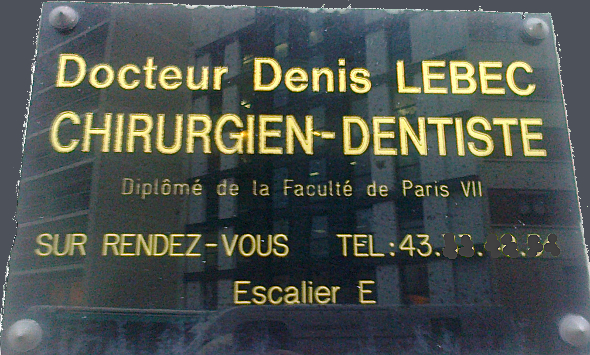 Docteur Denis LEBEC
CHIRURGIEN-DENTISTE
Diplômé de la Faculté de Paris VII
SUR RENDEZ-VOUS TEL:43.
Escalier E